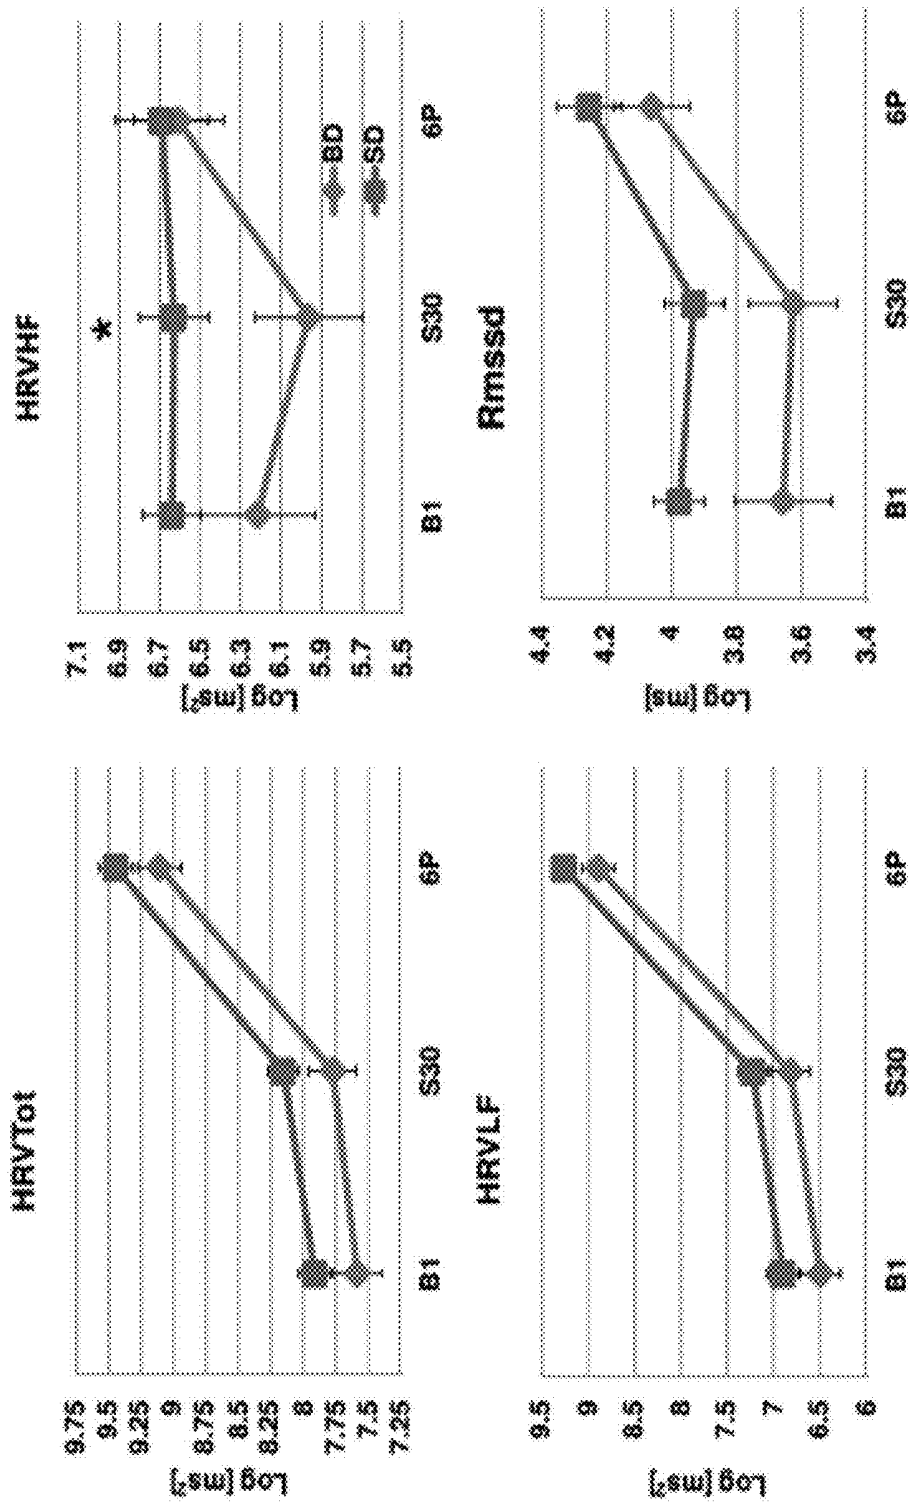 HRVTot
Log [ms²]
9.75
9.5
9.25
9
8.75
8.5
8.25
8
7.75
7.5
7.25
B1 S30 6P
HRVHF
Log [ms²]
7.1
6.9
6.7
6.5
6.3
6.1
5.9
5.7
5.5
*
BD
SD
B1 S30 6P
HRVLF
Log [ms²]
9.5
9
8.5
8
7.5
7
6.5
6
B1 S30 6P
Rmssd
Log [ms]
4.4
4.2
4
3.8
3.6
3.4
B1 S30 6P